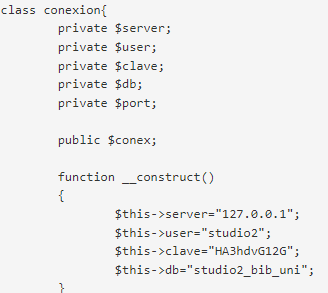 class conexion{
private $server;
private $user;
private $clave;
private $db;
private $port;
public $conex;
function __construct()
{
$this->server="127.0.0.1";
$this->user="studio2";
$this->clave="HA3hdvG12G";
$this->db="studio2_bib_uni";
}